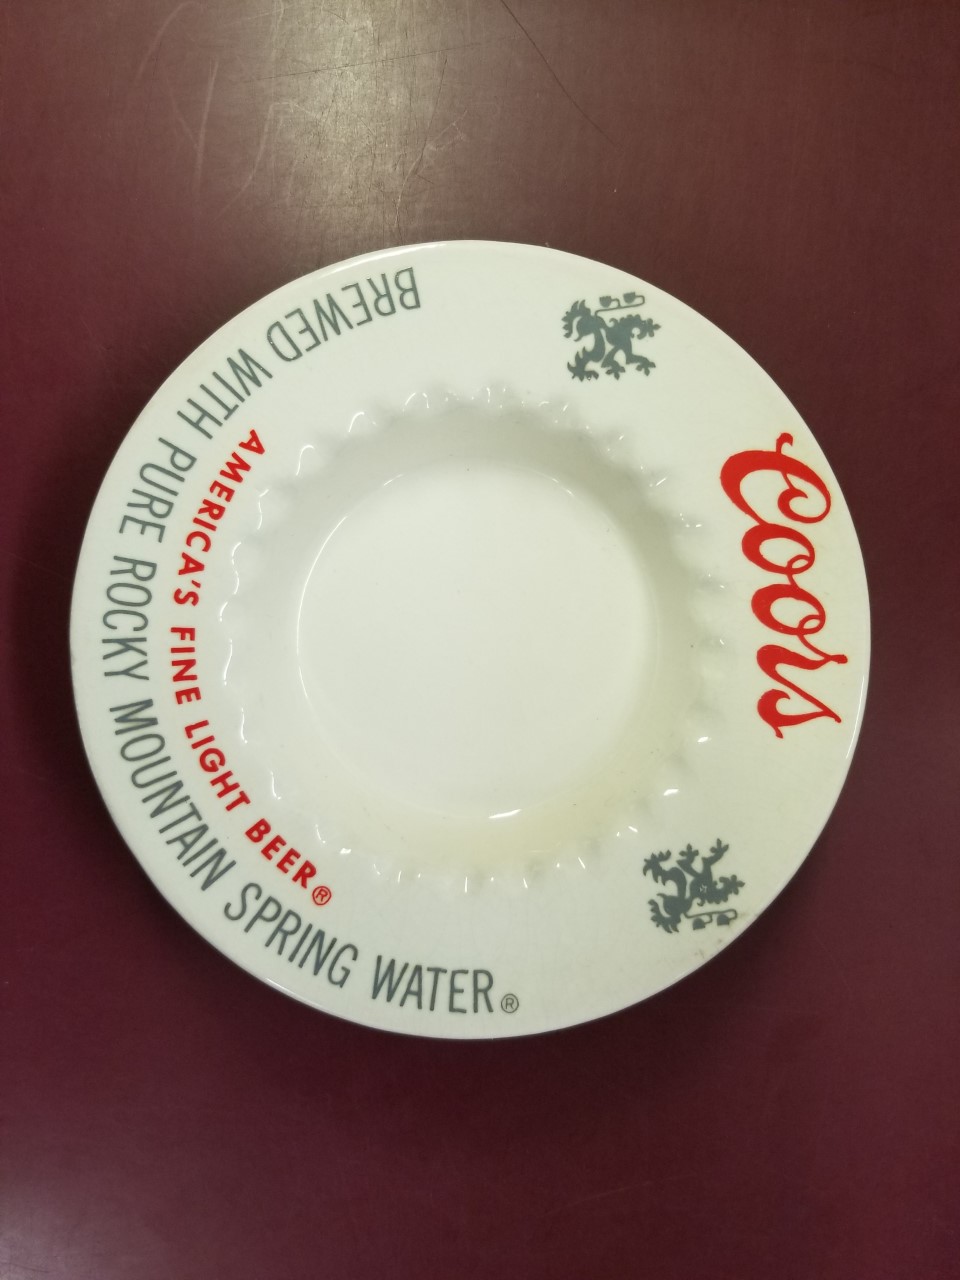 Coors
AMERICA'S FINE LIGHT BEER®
BREWED WITH PURE ROCKY MOUNTAIN SPRING WATER®